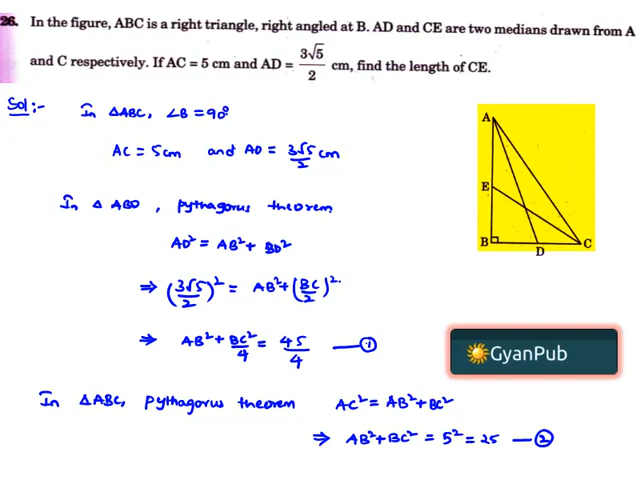 26. In the figure, ABC is a right triangle, right angled at B. AD and CE are two medians drawn from A
and C respectively. If AC = 5 cm and AD = 3√5/2 cm, find the length of CE.
Sol:-
In △ABC, ∠B = 90°
AC = 5cm and AD = 3√5/2 cm
In △ ABD, pythagorus theorem
AD² = AB² + BD²
⇒ (3√5/2)² = AB² + (BC/2)²
⇒ AB² + BC²/4 = 45/4 — ①
A
E
B
D
C
GyanPub
In △ABC, pythagorus theorem AC² = AB² + BC²
⇒ AB² + BC² = 5² = 25 — ②